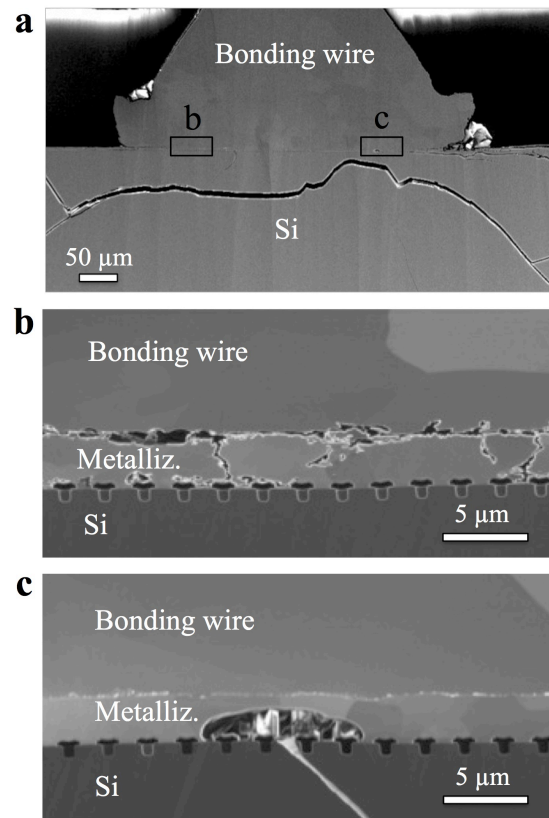 a
Bonding wire
b
c
Si
50 µm
b
Bonding wire
Metalliz.
Si
5 µm
c
Bonding wire
Metalliz.
Si
5 µm